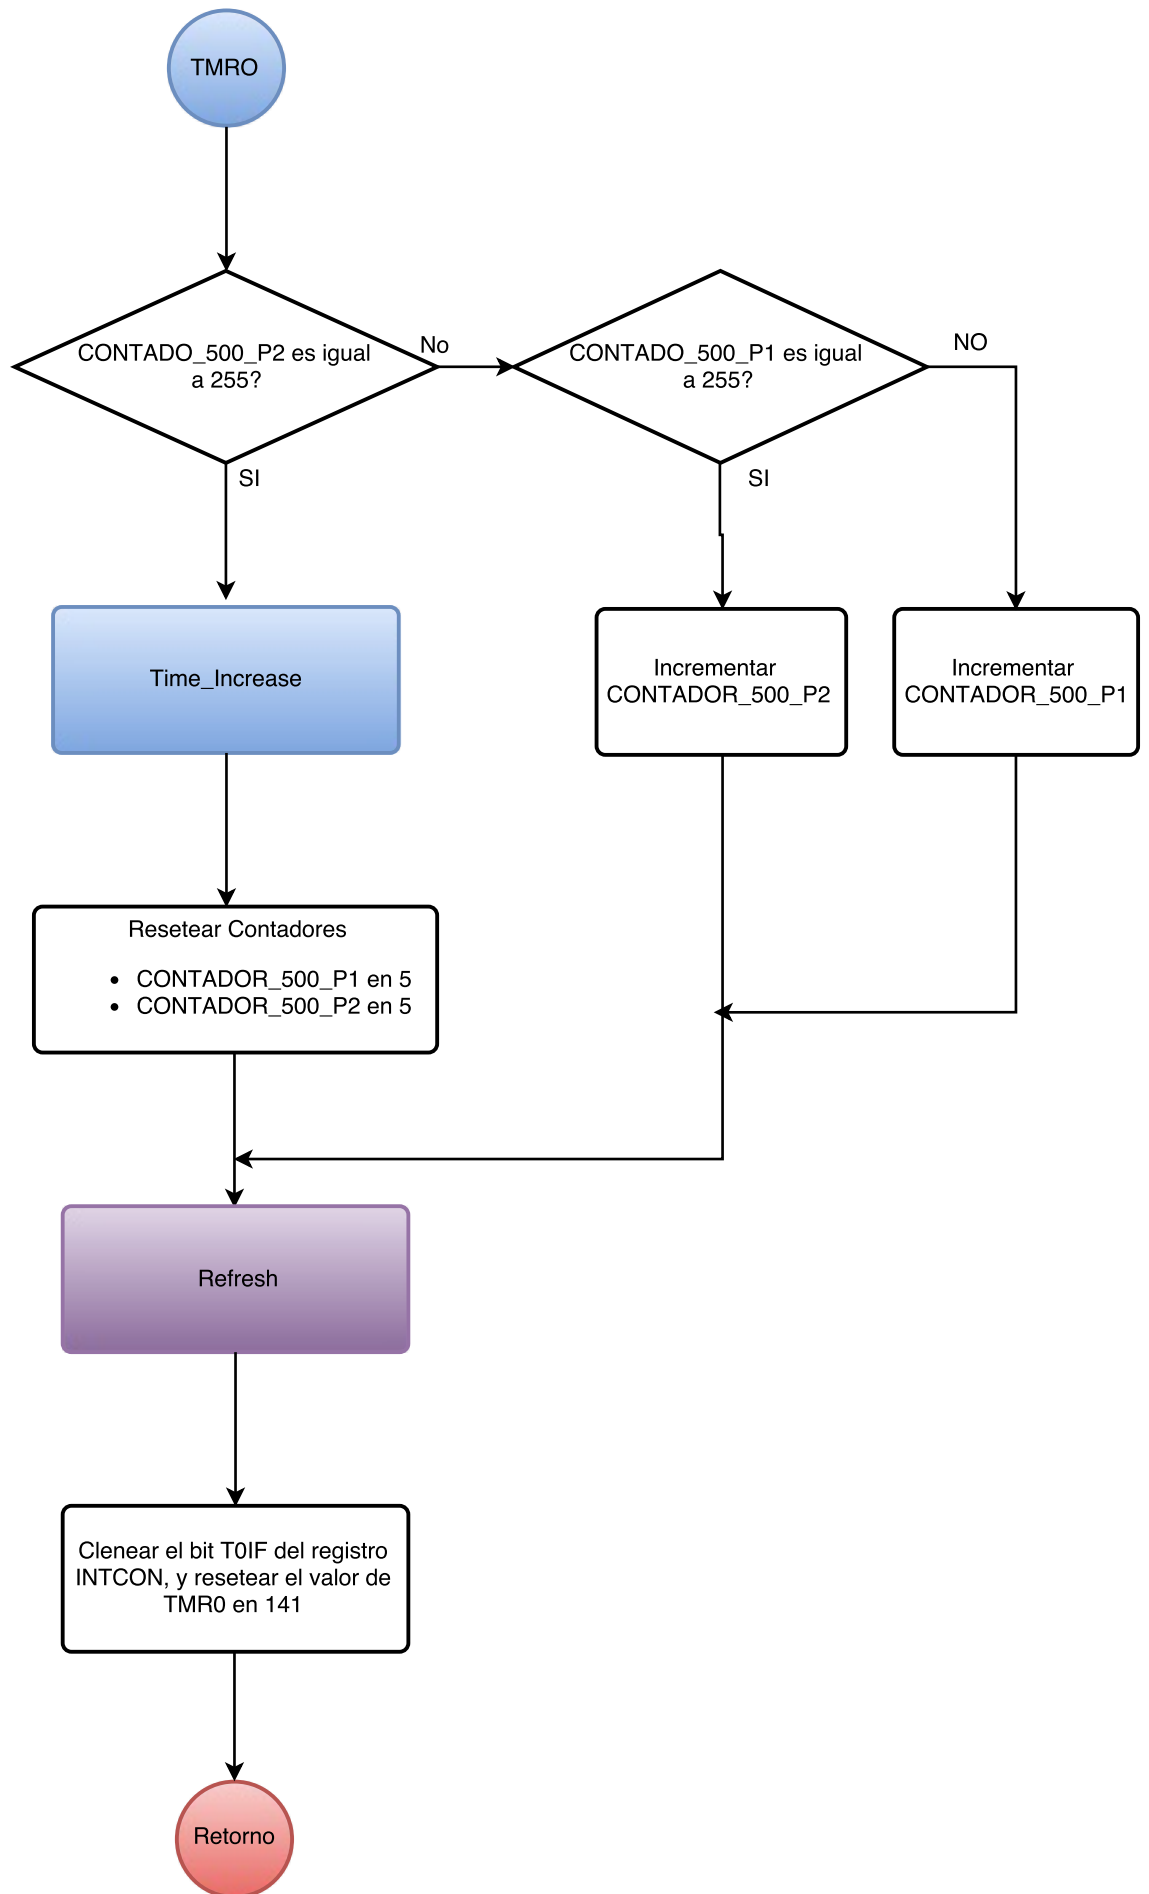 TMRO
CONTADO_500_P2 es igual
a 255?
No
CONTADO_500_P1 es igual
a 255?
NO
SI
SI
Time_Increase
Incrementar
CONTADOR_500_P2
Incrementar
CONTADOR_500_P1
Resetear Contadores
• CONTADOR_500_P1 en 5
• CONTADOR_500_P2 en 5
Refresh
Clenear el bit T0IF del registro
INTCON, y resetear el valor de
TMR0 en 141
Retorno